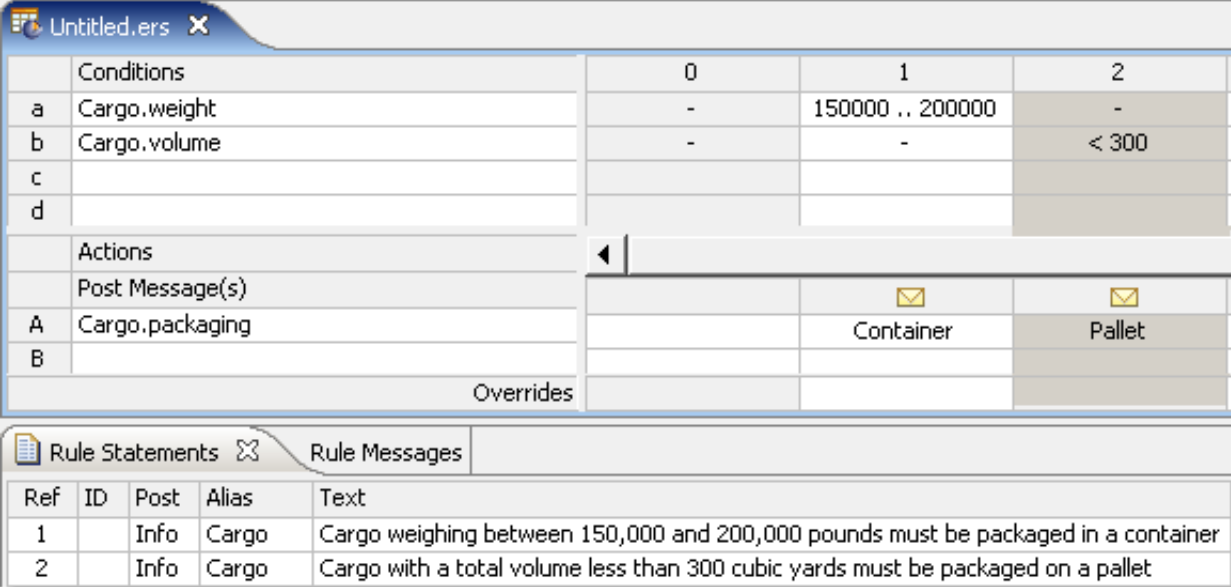 Untitled.ers
Conditions 0 1 2
a Cargo.weight - 150000 .. 200000 -
b Cargo.volume - - < 300
c
d
Actions
Post Message(s)
A Cargo.packaging Container Pallet
B
Overrides
Rule Statements Rule Messages
Ref ID Post Alias Text
1 Info Cargo Cargo weighing between 150,000 and 200,000 pounds must be packaged in a container
2 Info Cargo Cargo with a total volume less than 300 cubic yards must be packaged on a pallet